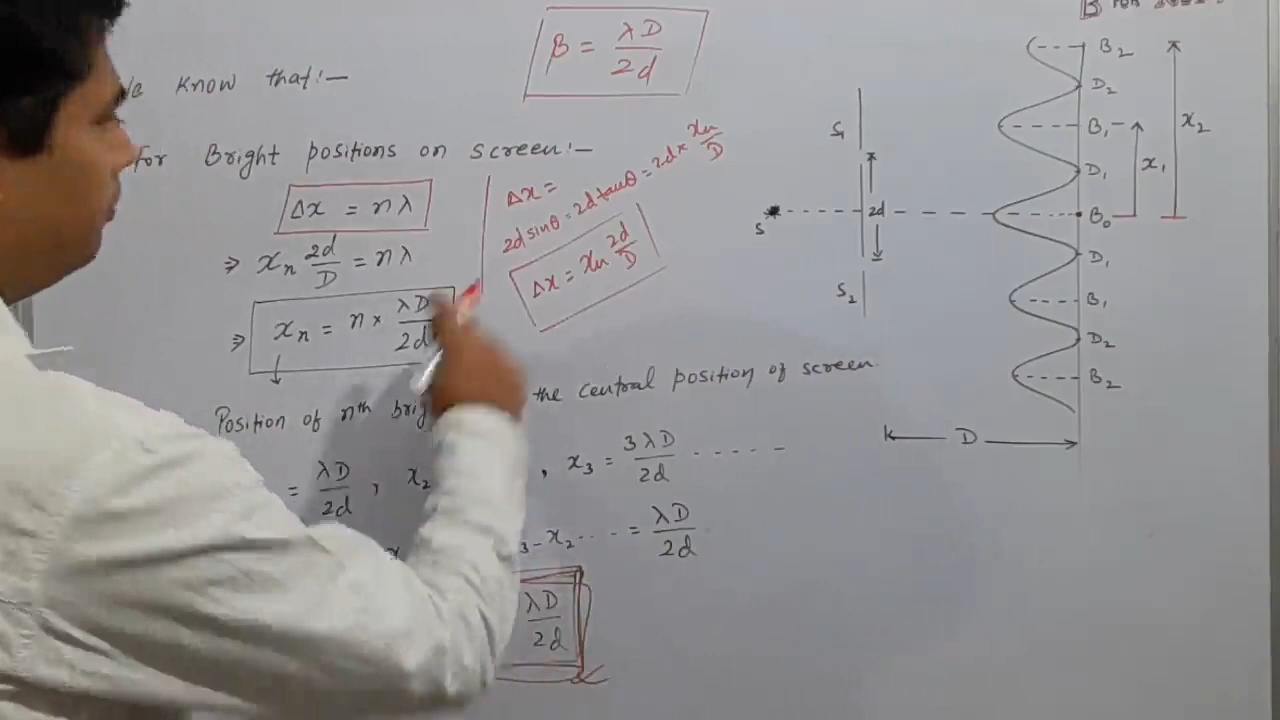 β = λD/2d
We know that:—
for Bright positions on screen:—
Δx = nλ
⇒ xₙ 2d/D = nλ
⇒ xₙ = n × λD/2d
Δx =
2d sinθ = 2d tanθ = 2d × xₙ/D
Δx = xₙ 2d/D
Position of nth the central position of screen.
= λD/2d , x₂ , x₃ = 3λD/2d ------
3 - x₂ ---- = λD/2d
λD/2d
B for
S₁
S
2d
S₂
B₂
D₂
B₁
D₁
B₀
D₁
B₁
D₂
B₂
x₁
x₂
D